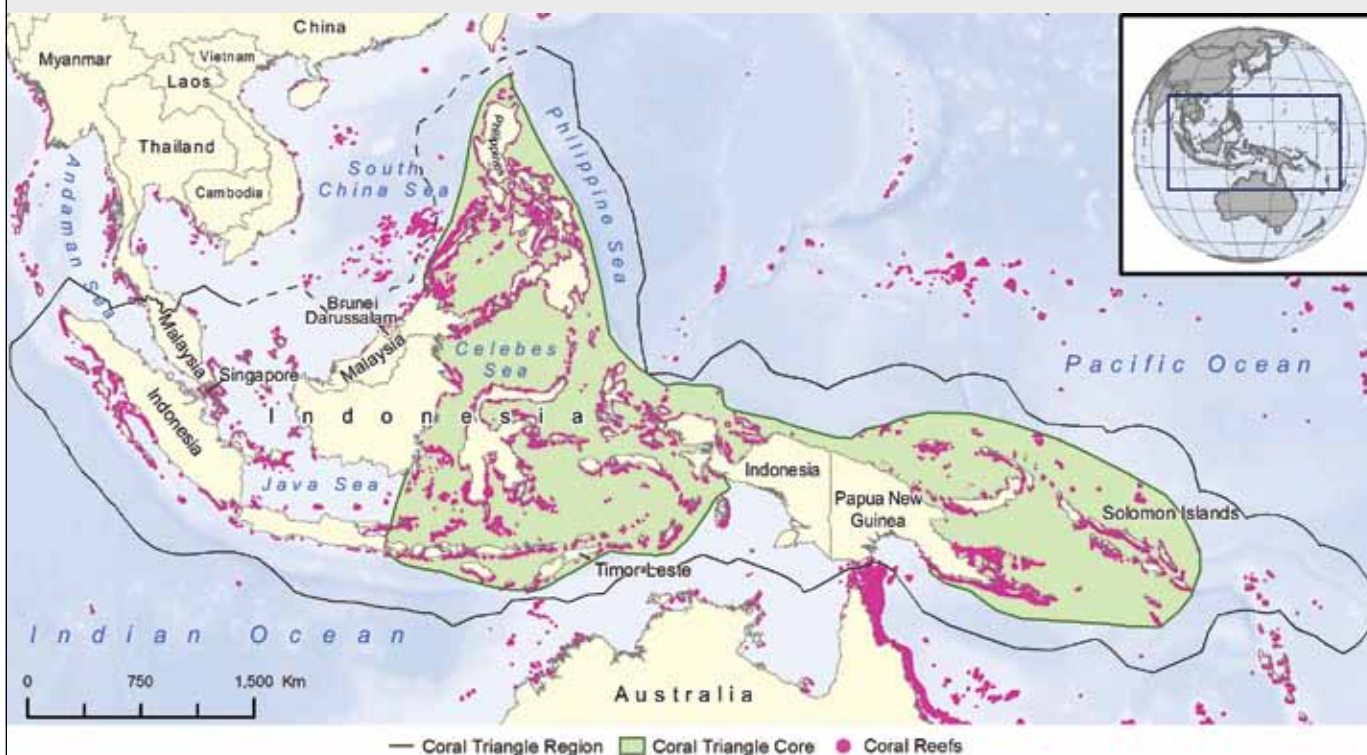 China
Myanmar
Vietnam
Laos
Thailand
Cambodia
Andaman Sea
South
China Sea
Philippines
Philippine Sea
Brunei
Darussalam
Malaysia
Malaysia
Singapore
Celebes
Sea
Indonesia
Indonesia
Java Sea
Pacific Ocean
Indonesia
Papua New
Guinea
Solomon Islands
Timor-Leste
Indian Ocean
Australia
0 750 1,500 Km
Coral Triangle Region Coral Triangle Core Coral Reefs